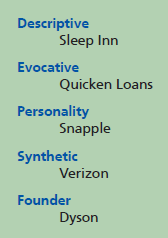 Descriptive
Sleep Inn
Evocative
Quicken Loans
Personality
Snapple
Synthetic
Verizon
Founder
Dyson